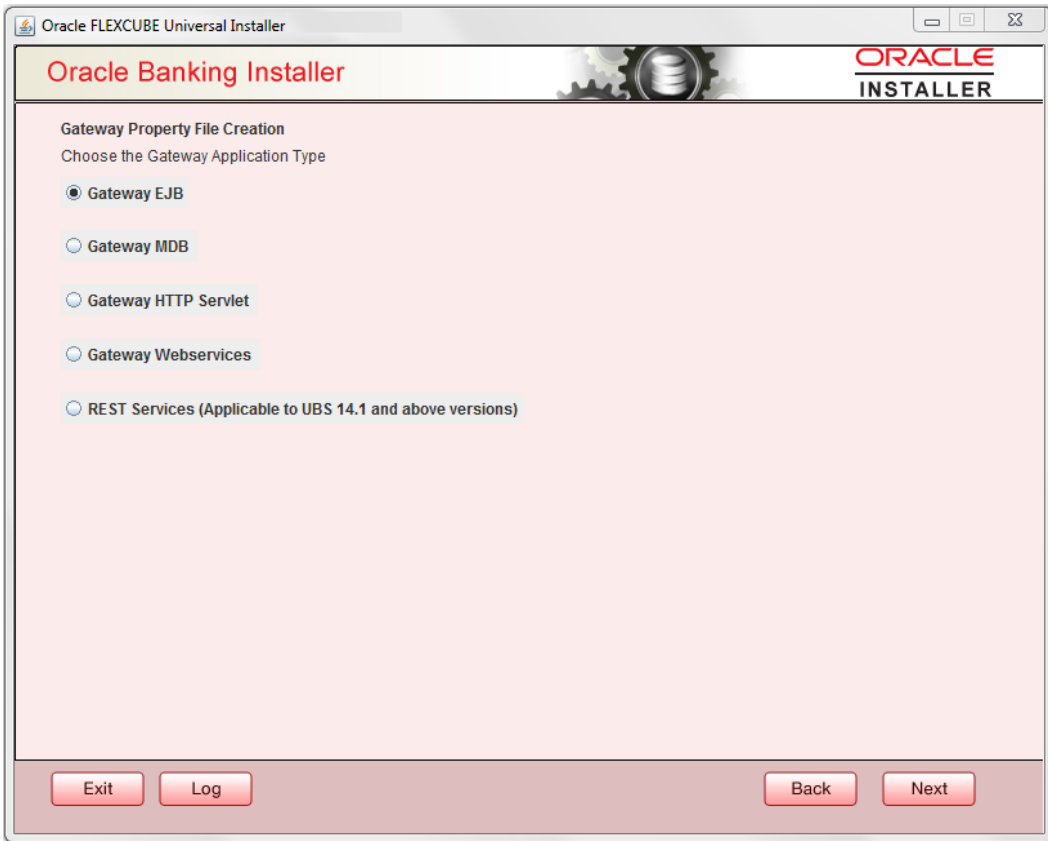 Oracle FLEXCUBE Universal Installer
Oracle Banking Installer
ORACLE
INSTALLER
Gateway Property File Creation
Choose the Gateway Application Type
Gateway EJB
Gateway MDB
Gateway HTTP Servlet
Gateway Webservices
REST Services (Applicable to UBS 14.1 and above versions)
Exit Log Back Next